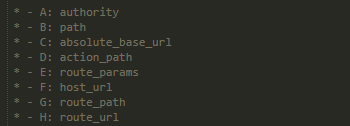 * - A: authority
* - B: path
* - C: absolute_base_url
* - D: action_path
* - E: route_params
* - F: host_url
* - G: route_path
* - H: route_url